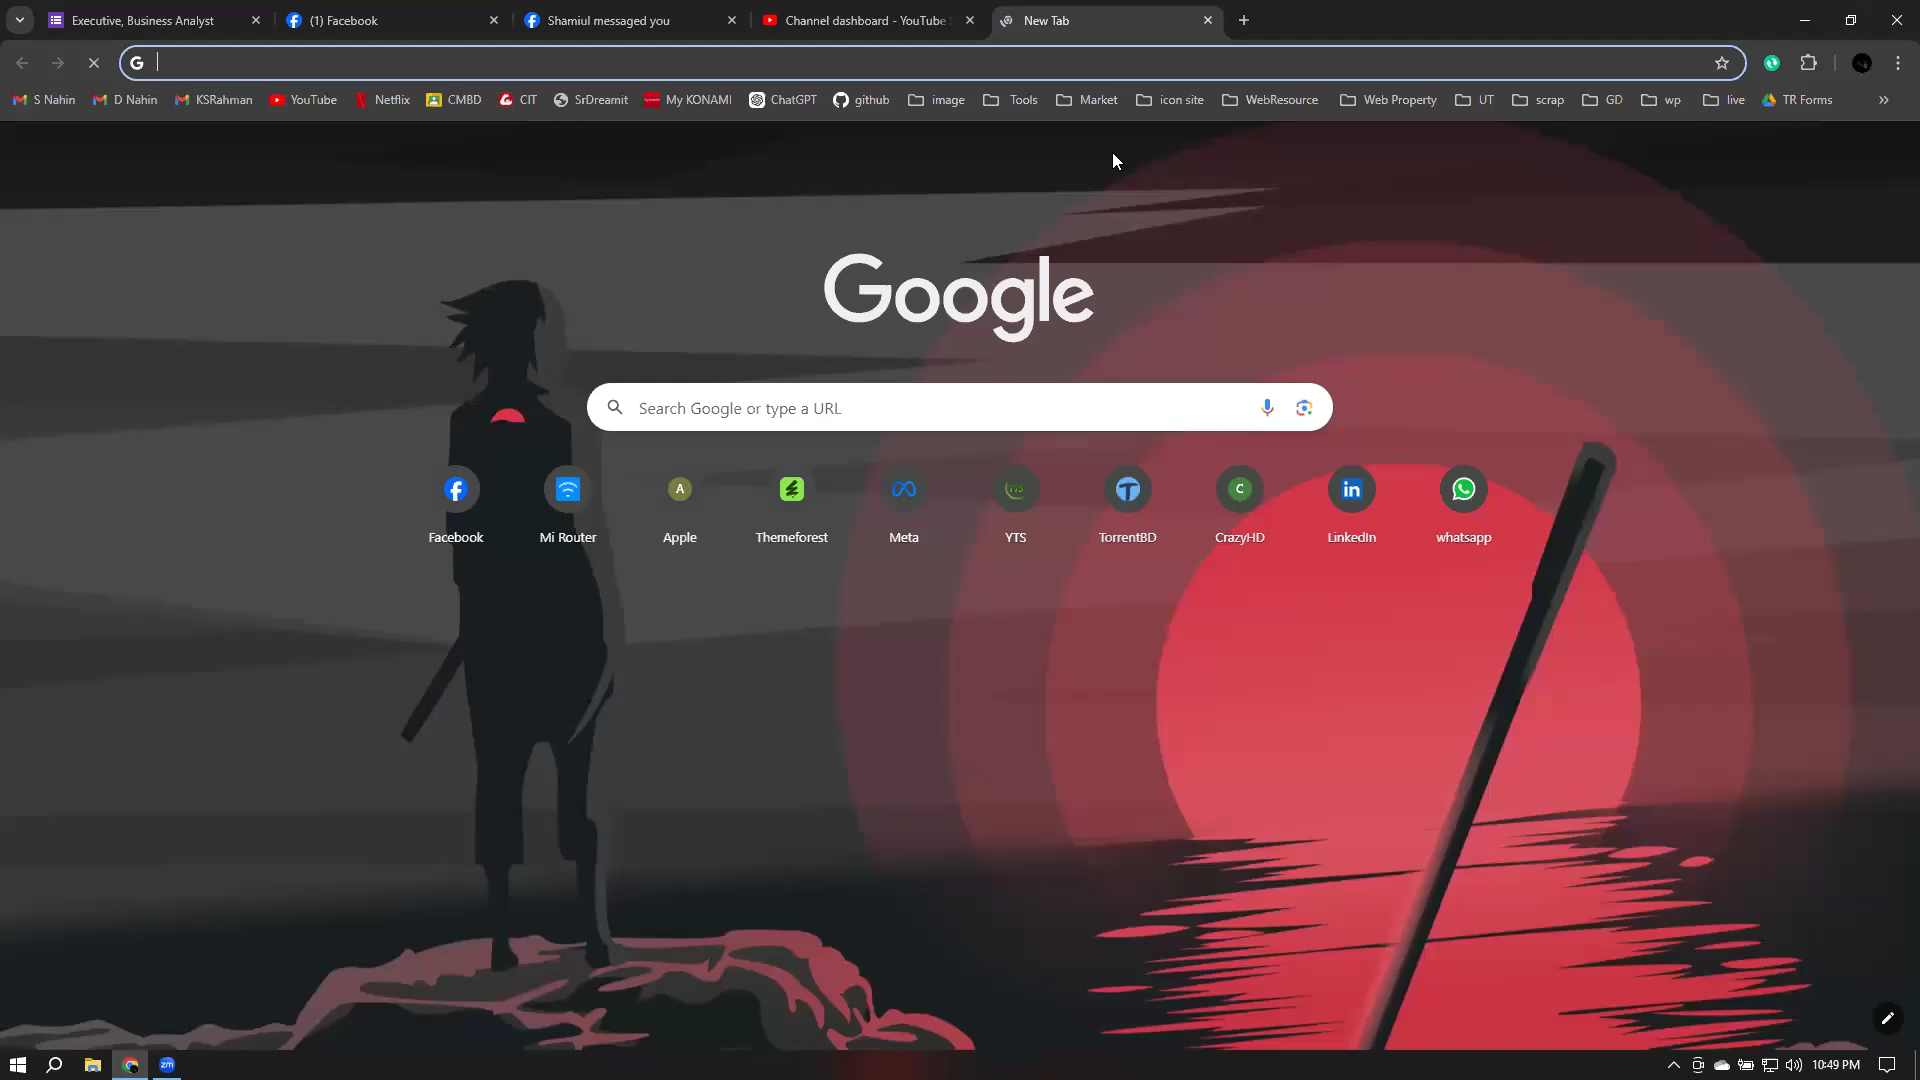 Executive, Business Analyst
(1) Facebook
Shamiul messaged you
Channel dashboard - YouTube
New Tab
S Nahin
D Nahin
KSRahman
YouTube
Netflix
CMBD
CIT
SrDreamit
My KONAMI
ChatGPT
github
image
Tools
Market
icon site
WebResource
Web Property
UT
scrap
GD
wp
live
TR Forms
Google
Search Google or type a URL
Facebook
Mi Router
Apple
Themeforest
Meta
YTS
TorrentBD
CrazyHD
LinkedIn
whatsapp
10:49 PM